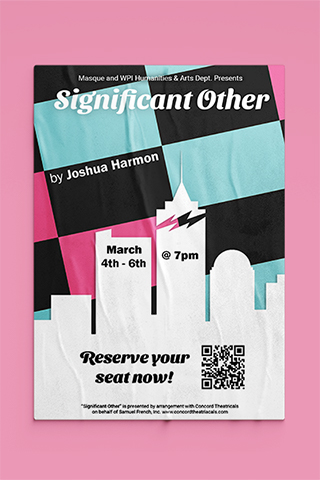 Masque and WPI Humanities & Arts Dept. Presents
Significant Other
by Joshua Harmon
March
4th - 6th
@ 7pm
Reserve your
seat now!
"Significant Other" is presented by arrangement with Concord Theatricals
on behalf of Samuel French, Inc. www.concordtheatricals.com